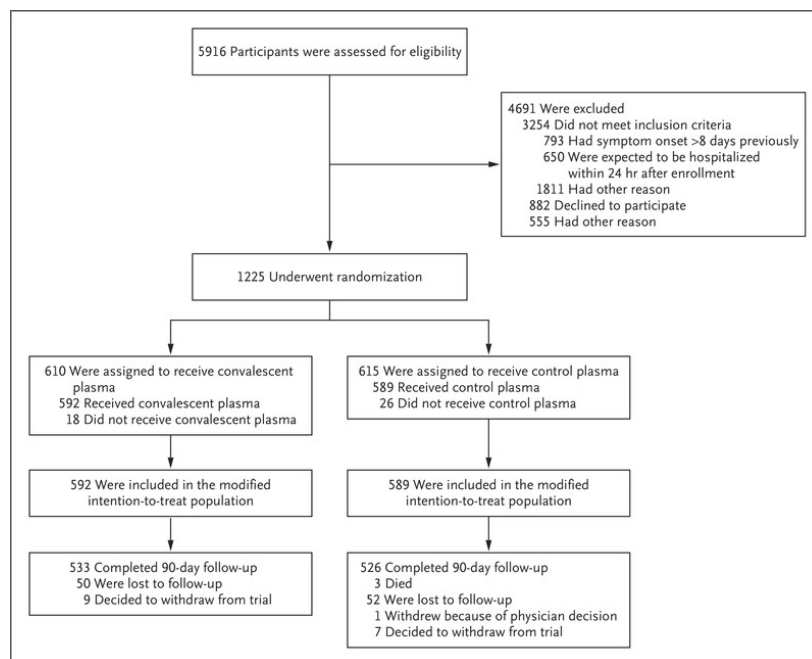 5916 Participants were assessed for eligibility
4691 Were excluded
3254 Did not meet inclusion criteria
793 Had symptom onset >8 days previously
650 Were expected to be hospitalized
within 24 hr after enrollment
1811 Had other reason
882 Declined to participate
555 Had other reason
1225 Underwent randomization
610 Were assigned to receive convalescent
plasma
592 Received convalescent plasma
18 Did not receive convalescent plasma
615 Were assigned to receive control plasma
589 Received control plasma
26 Did not receive control plasma
592 Were included in the modified
intention-to-treat population
589 Were included in the modified
intention-to-treat population
533 Completed 90-day follow-up
50 Were lost to follow-up
9 Decided to withdraw from trial
526 Completed 90-day follow-up
3 Died
52 Were lost to follow-up
1 Withdrew because of physician decision
7 Decided to withdraw from trial